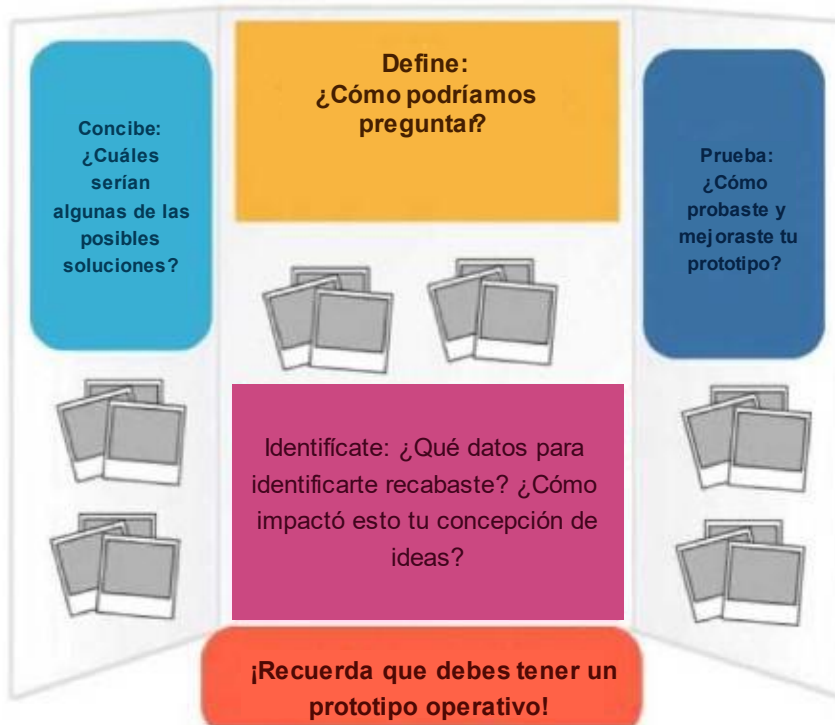 Concibe:
¿Cuáles
serían
algunas de las
posibles
soluciones?
Define:
¿Cómo podríamos
preguntar?
Identifícate: ¿Qué datos para
identificarte recabaste? ¿Cómo
impactó esto tu concepción de
ideas?
Prueba:
¿Cómo
probaste y
mejoraste tu
prototipo?
¡Recuerda que debes tener un
prototipo operativo!